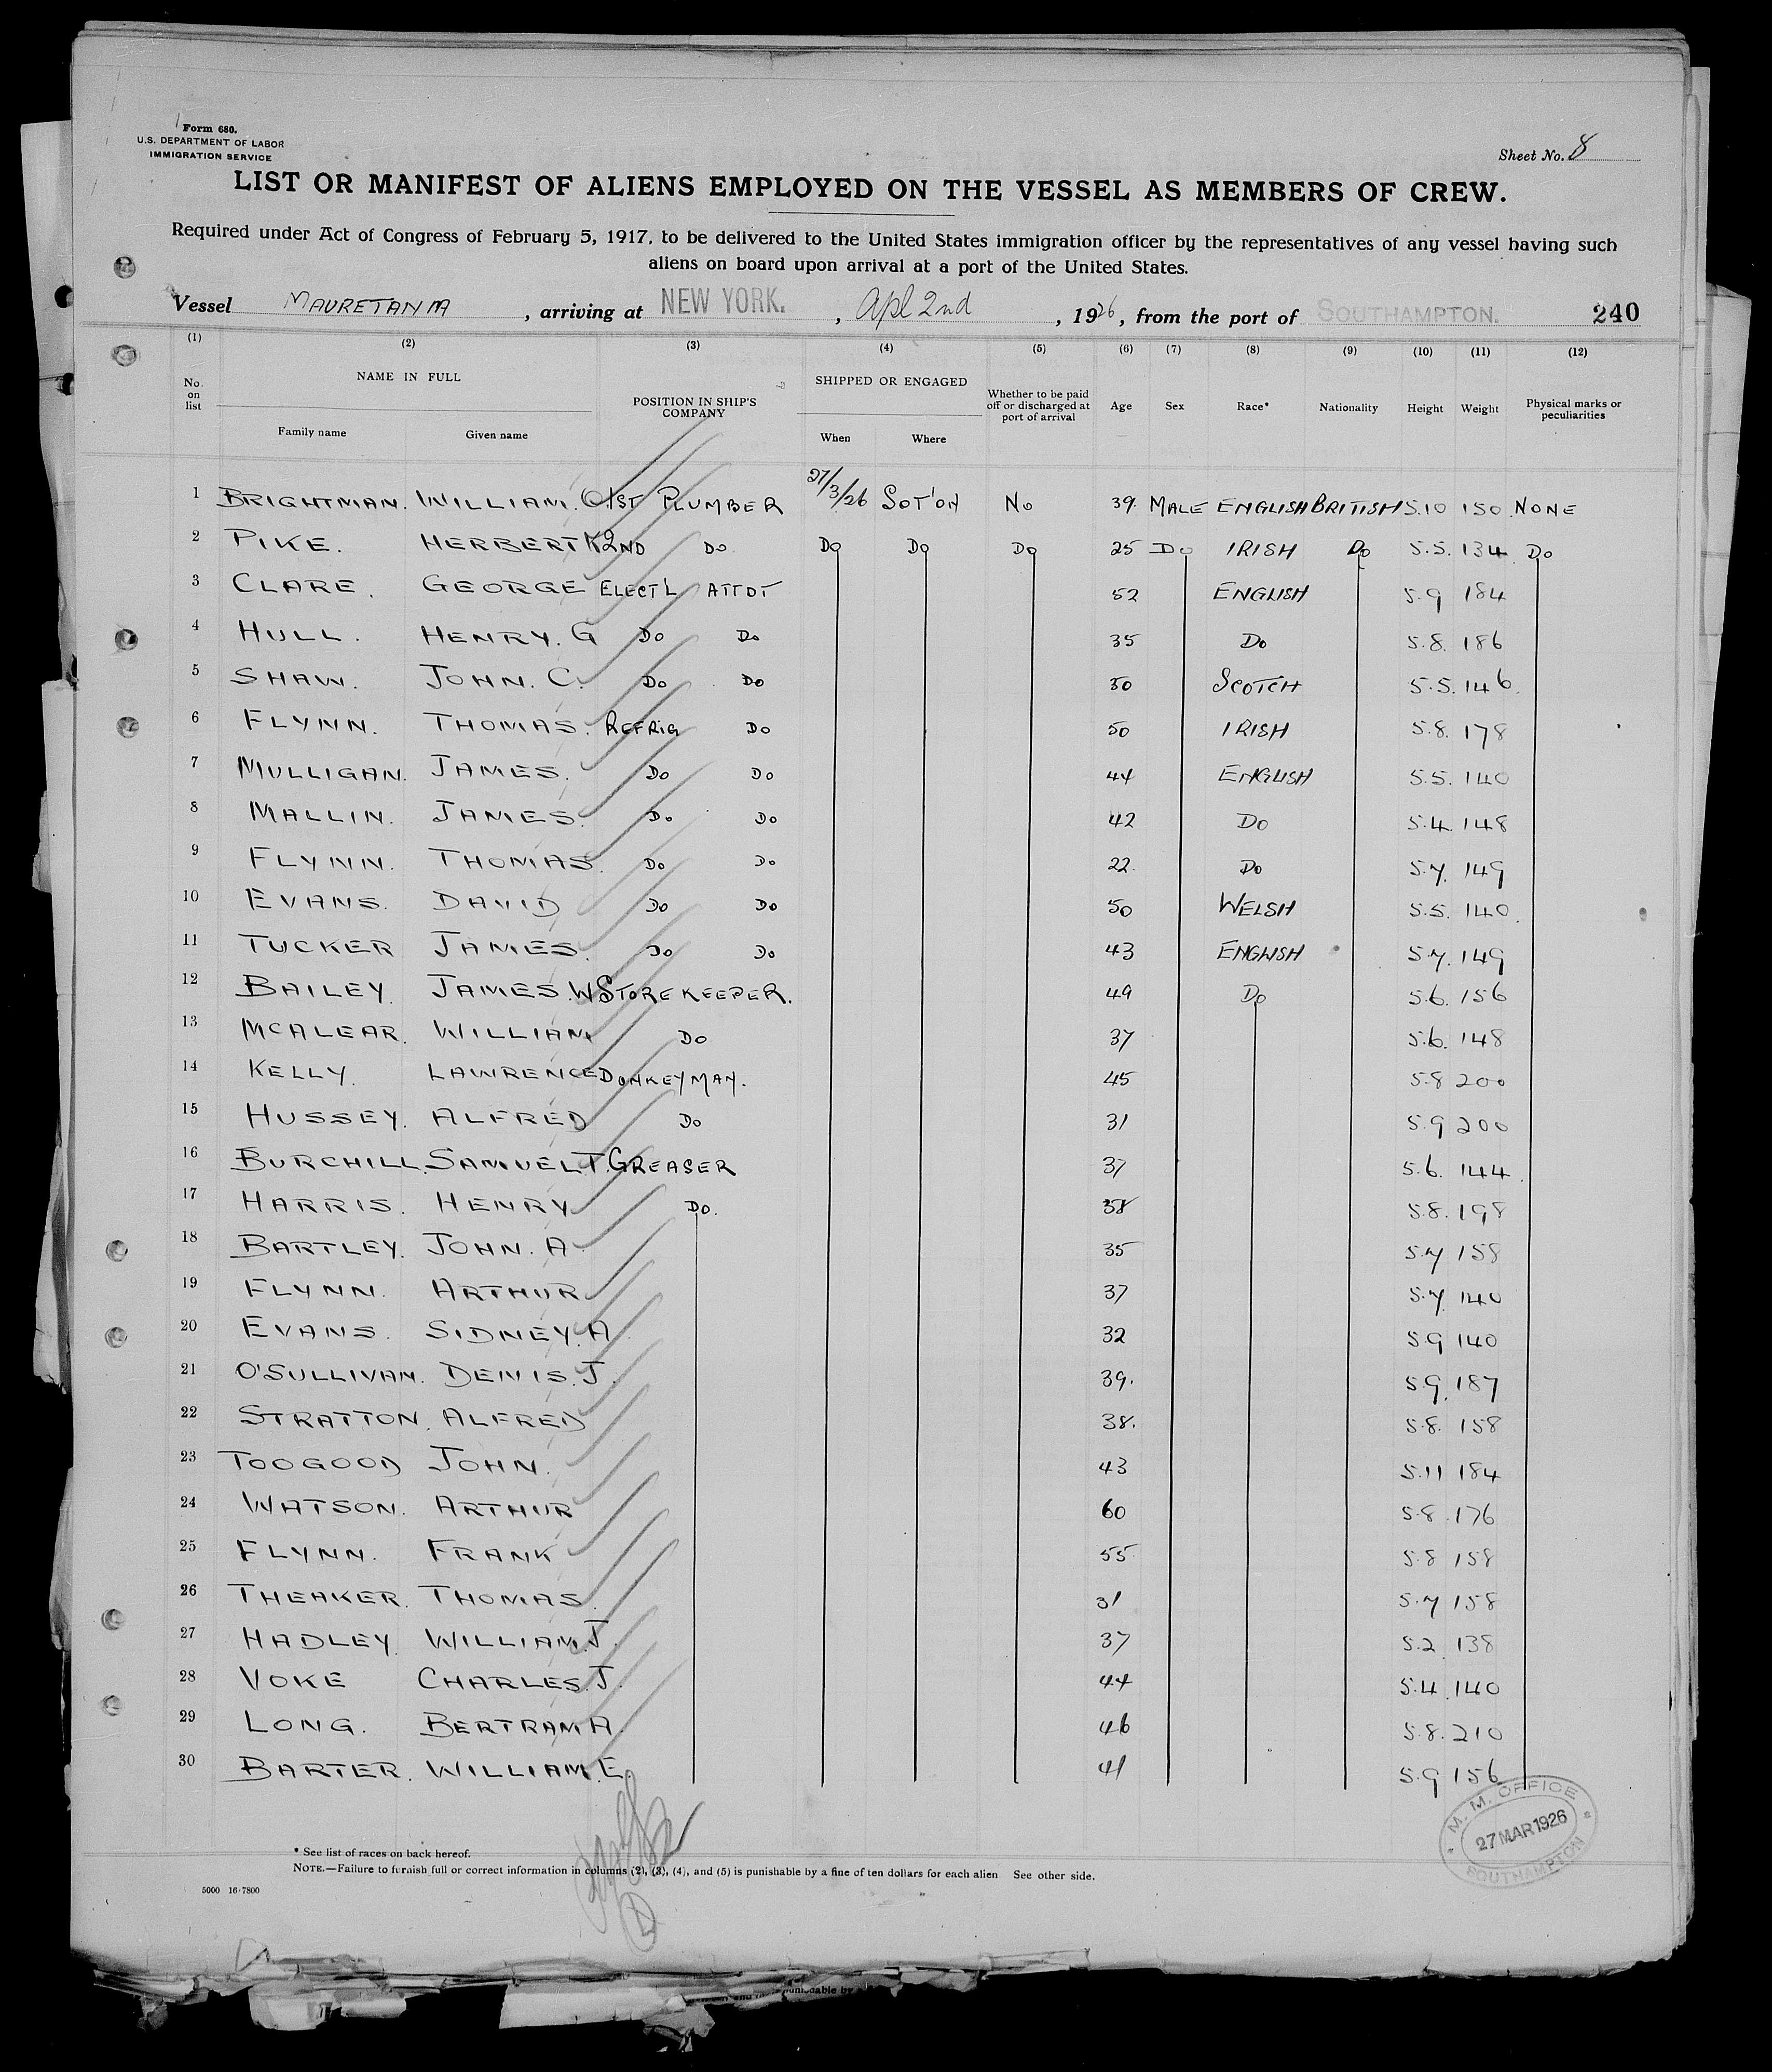 Form 680.
U.S. DEPARTMENT OF LABOR
IMMIGRATION SERVICE
Sheet No. 8
LIST OR MANIFEST OF ALIENS EMPLOYED ON THE VESSEL AS MEMBERS OF CREW.
Required under Act of Congress of February 5, 1917, to be delivered to the United States immigration officer by the representatives of any vessel having such
aliens on board upon arrival at a port of the United States.
Vessel MAURETANIA, arriving at NEW YORK., Apl 2nd, 1926, from the port of SOUTHAMPTON. 240
(1) (2) (3) (4) (5) (6) (7) (8) (9) (10) (11) (12)
No. on list NAME IN FULL POSITION IN SHIP'S COMPANY SHIPPED OR ENGAGED Whether to be paid off or discharged at port of arrival Age Sex Race* Nationality Height Weight Physical marks or peculiarities
Family name Given name When Where
1 BRIGHTMAN. WILLIAM. C. 1ST PLUMBER 27/3/26 SOT'ON NO 39. MALE ENGLISH BRITISH 5.10 150 NONE
2 PIKE. HERBERT K 2ND DO DO DO DO 25 DO IRISH DO 5.5. 134 DO
3 CLARE. GEORGE ELECT'L ATTDT 52 ENGLISH 5.9 184
4 HULL. HENRY. G DO DO 35 DO 5.8. 186
5 SHAW. JOHN. C. DO DO 30 SCOTCH 5.5. 146.
6 FLYNN. THOMAS. REFRIG DO 50 IRISH 5.8. 178
7 MULLIGAN. JAMES. DO DO 44 ENGLISH 5.5. 140
8 MALLIN. JAMES. DO DO 42 DO 5.4. 148
9 FLYNN. THOMAS. DO DO 22. DO 5.7. 149
10 EVANS. DAVID DO DO 50 WELSH 5.5. 140.
11 TUCKER JAMES. DO DO 43 ENGLISH 5.7. 149
12 BAILEY. JAMES. W STOREKEEPER. 49 DO 5.6. 156
13 MCALEAR. WILLIAM DO 37 5.6. 148
14 KELLY. LAWRENCE DONKEYMAN. 45 5.8 200
15 HUSSEY. ALFRED DO 31 5.9 200
16 BURCHILL. SAMUEL T. GREASER 37 5.6. 144.
17 HARRIS. HENRY DO. 38 5.8. 198
18 BARTLEY. JOHN. A. 35 5.7 158
19 FLYNN. ARTHUR 37 5.7. 140
20 EVANS. SIDNEY. A. 32 5.9 140
21 O'SULLIVAN. DENIS. J. 39. 5.9. 187
22 STRATTON. ALFRED 38. 5.8. 158
23 TOOGOOD JOHN. 43 5.11 184
24 WATSON. ARTHUR 60 5.8. 176
25 FLYNN. FRANK 55 5.8 158
26 THEAKER. THOMAS. 31 5.7 158
27 HADLEY. WILLIAM. J. 37 5.2. 138
28 VOKE CHARLES. J. 44 5.4. 140
29 LONG. BERTRAM A. 46 5.8. 210
30 BARTER. WILLIAM. E. 41 5.9 156
M. M. OFFICE
27 MAR 1926
SOUTHAMPTON
* See list of races on back hereof.
NOTE.—Failure to furnish full or correct information in columns (2), (3), (4), and (5) is punishable by a fine of ten dollars for each alien See other side.
5000 16-7800